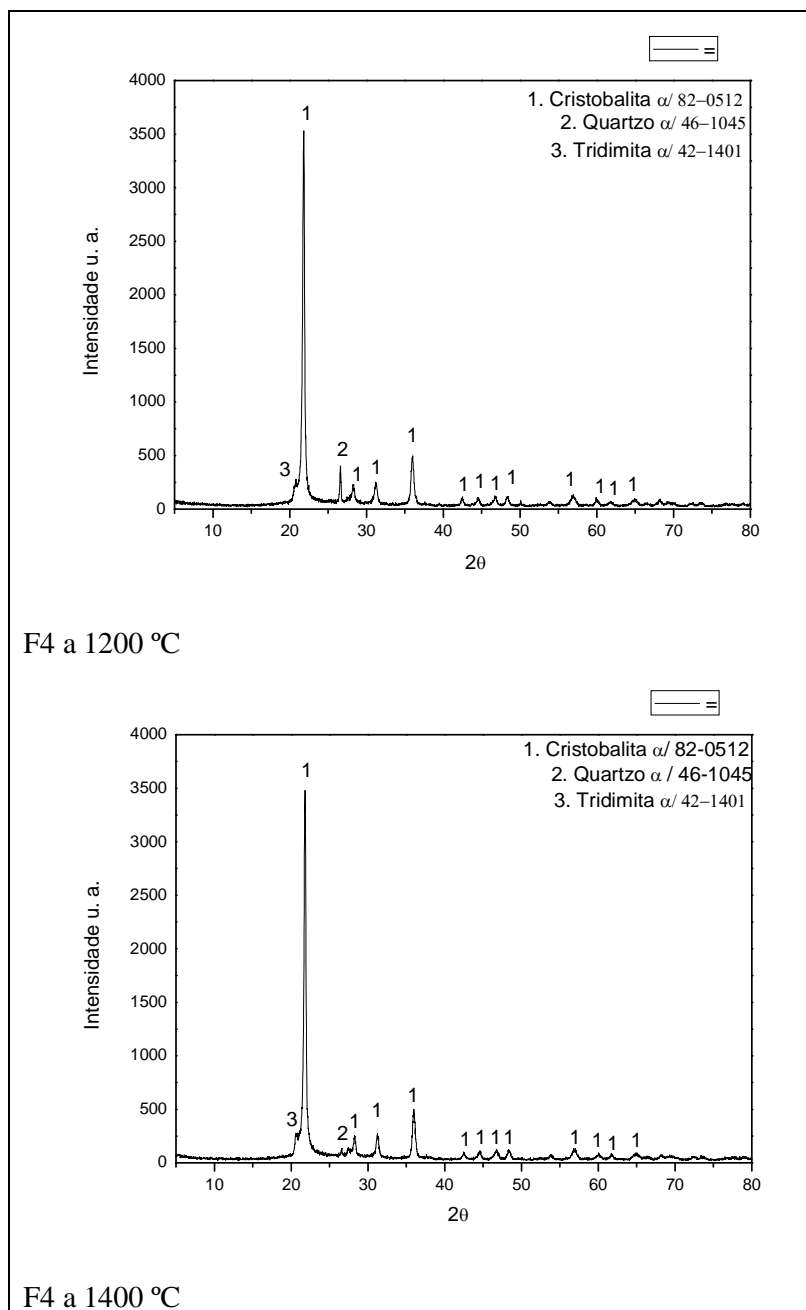 =
4000
1. Cristobalita α/ 82–0512
2. Quartzo α/ 46–1045
3. Tridimita α/ 42–1401
1
3500
3000
2500
Intensidade u. a.
2000
1500
1000
500
3 2 1 1 1 1 1 1 1 1 1 1 1
0
10 20 30 40 50 60 70 80
2θ
F4 a 1200 ºC
=
4000
1. Cristobalita α/ 82-0512
2. Quartzo α / 46-1045
3. Tridimita α/ 42–1401
1
3500
3000
2500
Intensidade u. a.
2000
1500
1000
500
3 2 1 1 1 1 1 1 1 1 1 1 1
0
10 20 30 40 50 60 70 80
2θ
F4 a 1400 ºC